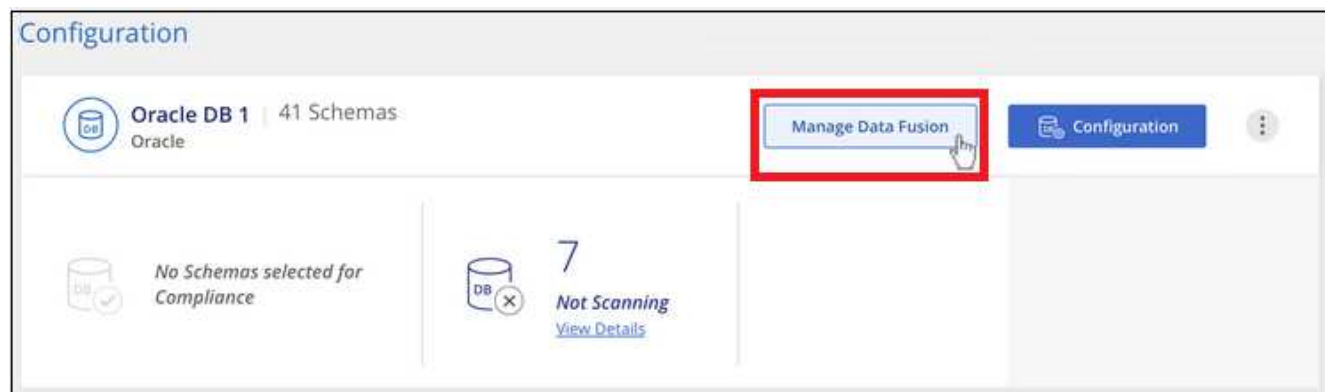 Configuration
Oracle DB 1 | 41 Schemas
Oracle
Manage Data Fusion
Configuration
No Schemas selected for
Compliance
DB
7
Not Scanning
View Details